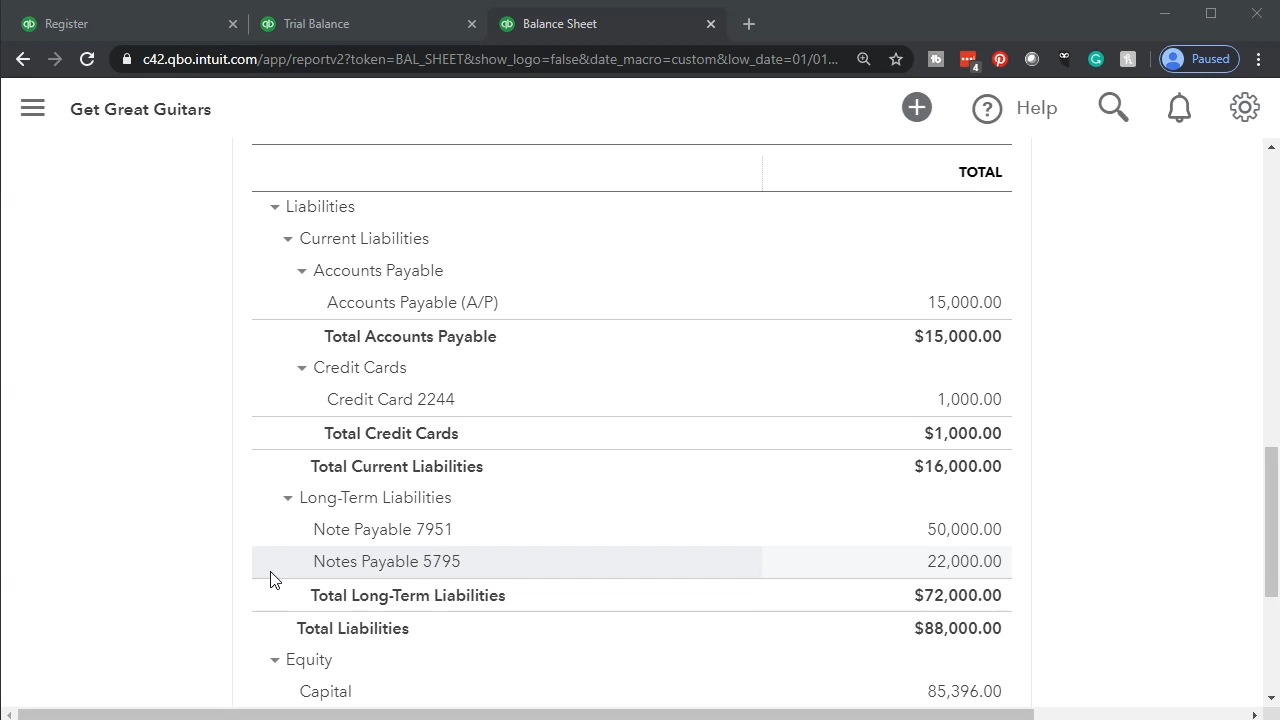 Register
Trial Balance
Balance Sheet
c42.qbo.intuit.com/app/reportv2?token=BAL_SHEET&show_logo=false&date_macro=custom&low_date=01/01...
4
Paused
Get Great Guitars
Help
TOTAL
Liabilities
Current Liabilities
Accounts Payable
Accounts Payable (A/P) 15,000.00
Total Accounts Payable $15,000.00
Credit Cards
Credit Card 2244 1,000.00
Total Credit Cards $1,000.00
Total Current Liabilities $16,000.00
Long-Term Liabilities
Note Payable 7951 50,000.00
Notes Payable 5795 22,000.00
Total Long-Term Liabilities $72,000.00
Total Liabilities $88,000.00
Equity
Capital 85,396.00